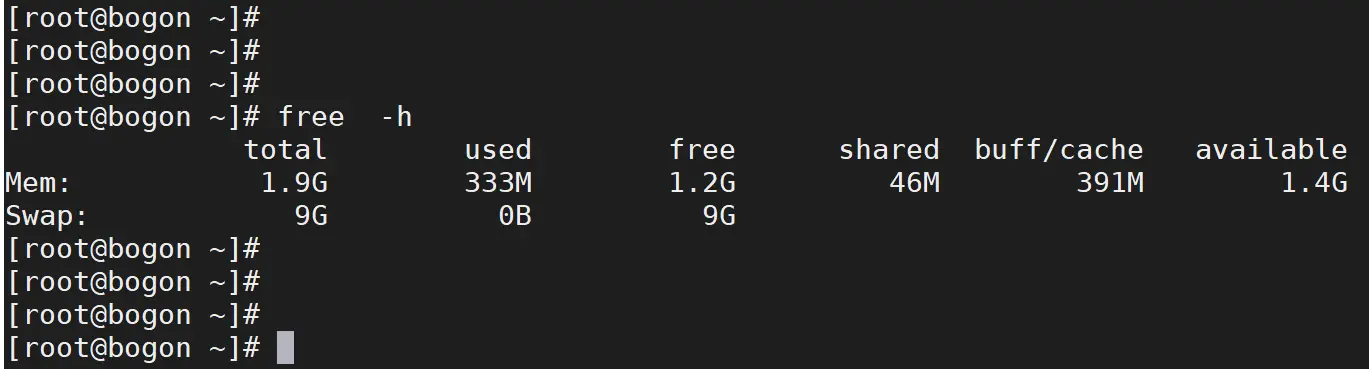 [root@bogon ~]#
[root@bogon ~]#
[root@bogon ~]#
[root@bogon ~]# free  -h
              total        used        free      shared  buff/cache   available
Mem:           1.9G        333M        1.2G         46M        391M        1.4G
Swap:            9G          0B          9G
[root@bogon ~]#
[root@bogon ~]#
[root@bogon ~]#
[root@bogon ~]#